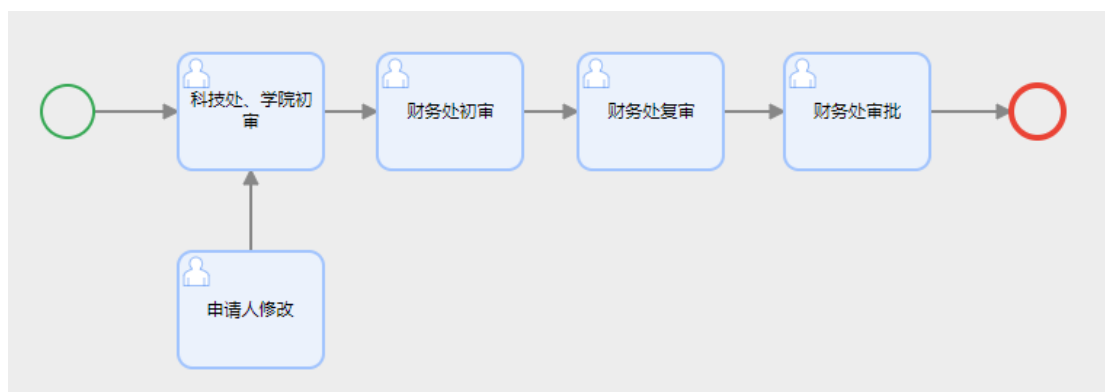 科技处、学院初
审
财务处初审
财务处复审
财务处审批
申请人修改